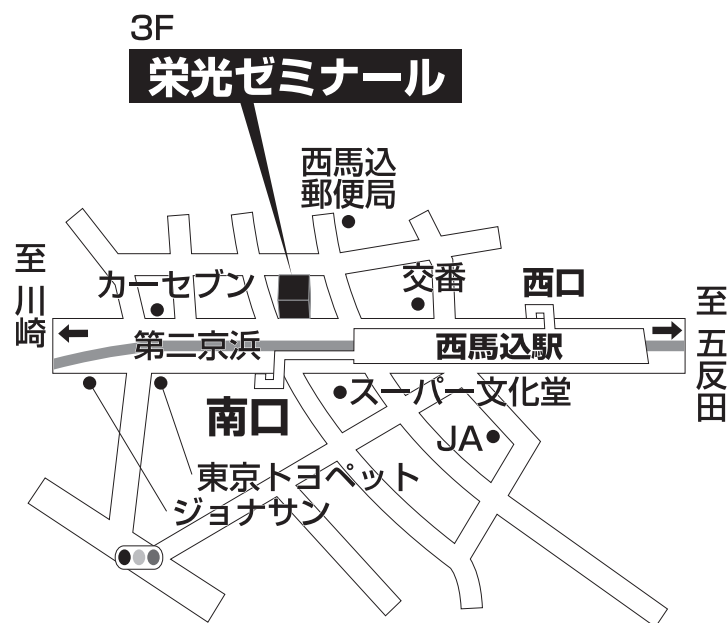 3F
栄光ゼミナール
西馬込
郵便局
至 川崎
カーセブン
交番
西口
至 五反田
第二京浜
西馬込駅
南口
スーパー文化堂
JA
東京トヨペット
ジョナサン